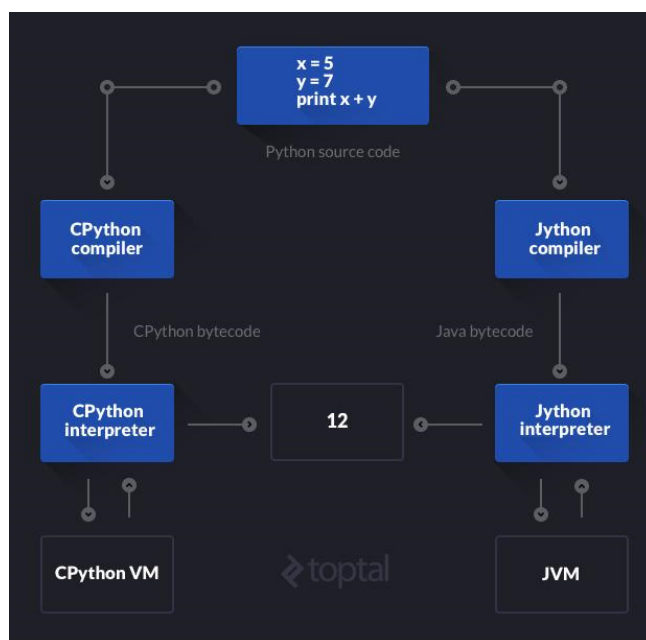 x = 5
y = 7
print x + y
Python source code
CPython
compiler
Jython
compiler
CPython bytecode
Java bytecode
CPython
interpreter
12
Jython
interpreter
CPython VM
toptal
JVM